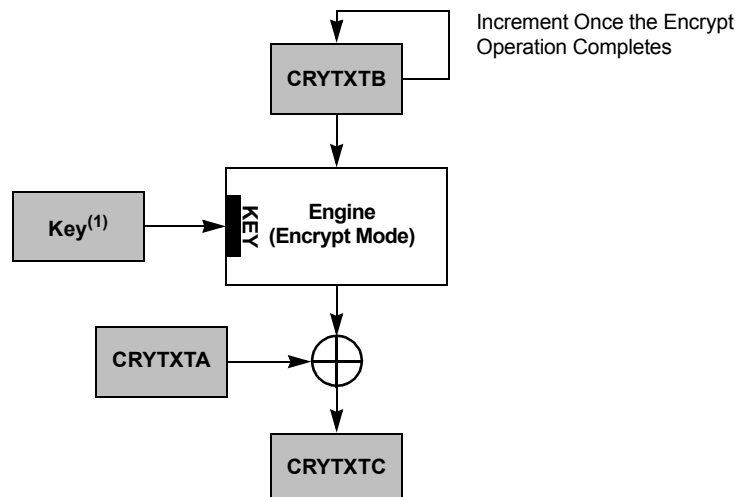 Increment Once the Encrypt
Operation Completes
CRYTXTB
KEY
Engine
(Encrypt Mode)
Key(1)
CRYTXTA
CRYTXTC